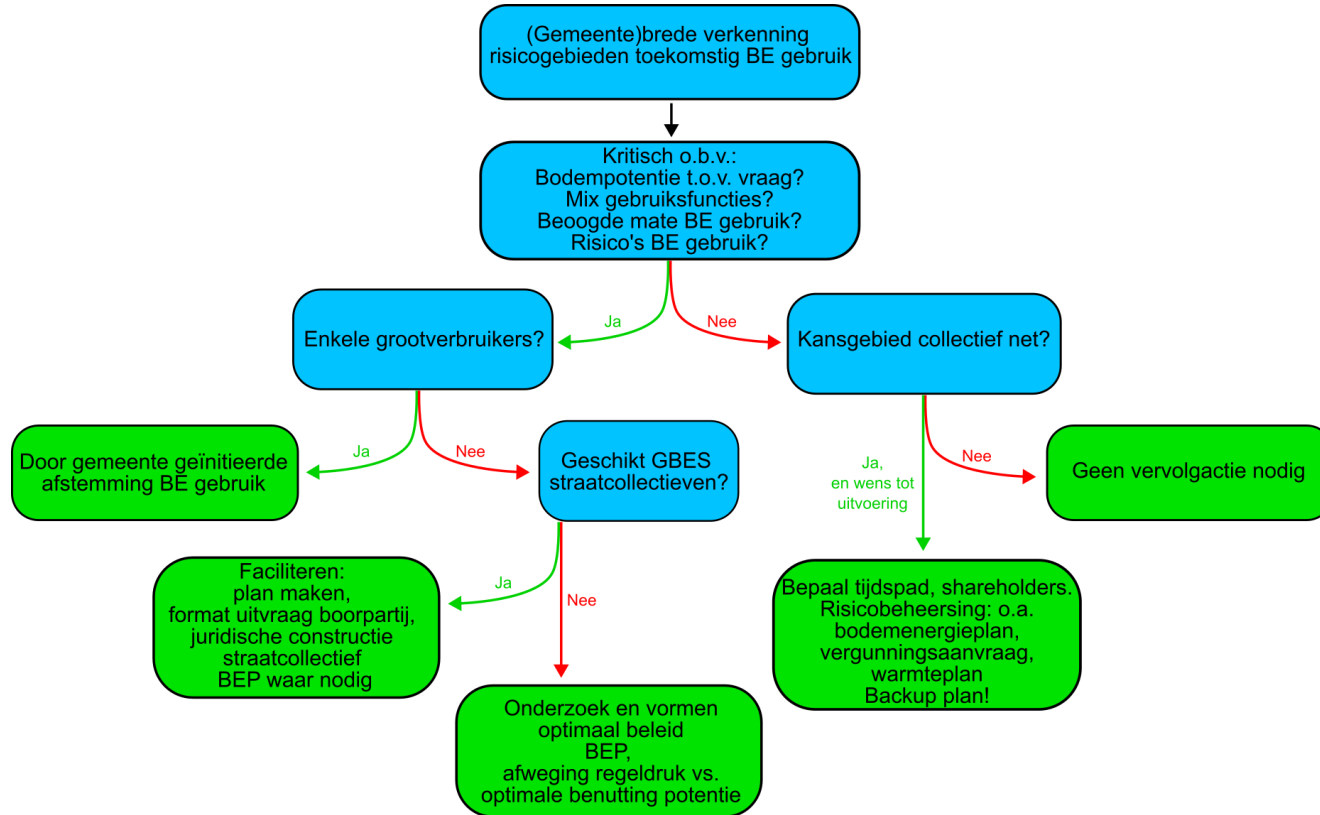 (Gemeente)brede verkenning
risicogebieden toekomstig BE gebruik
Kritisch o.b.v.:
Bodempotentie t.o.v. vraag?
Mix gebruiksfuncties?
Beoogde mate BE gebruik?
Risico's BE gebruik?
Ja
Nee
Enkele grootverbruikers?
Kansgebied collectief net?
Ja
Nee
Ja,
en wens tot
uitvoering
Nee
Door gemeente geïnitieerde
afstemming BE gebruik
Geschikt GBES
straatcollectieven?
Geen vervolgactie nodig
Ja
Nee
Faciliteren:
plan maken,
format uitvraag boorpartij,
juridische constructie
straatcollectief
BEP waar nodig
Bepaal tijdspad, shareholders.
Risicobeheersing: o.a.
bodemenergieplan,
vergunningsaanvraag,
warmteplan
Backup plan!
Onderzoek en vormen
optimaal beleid
BEP,
afweging regeldruk vs.
optimale benutting potentie